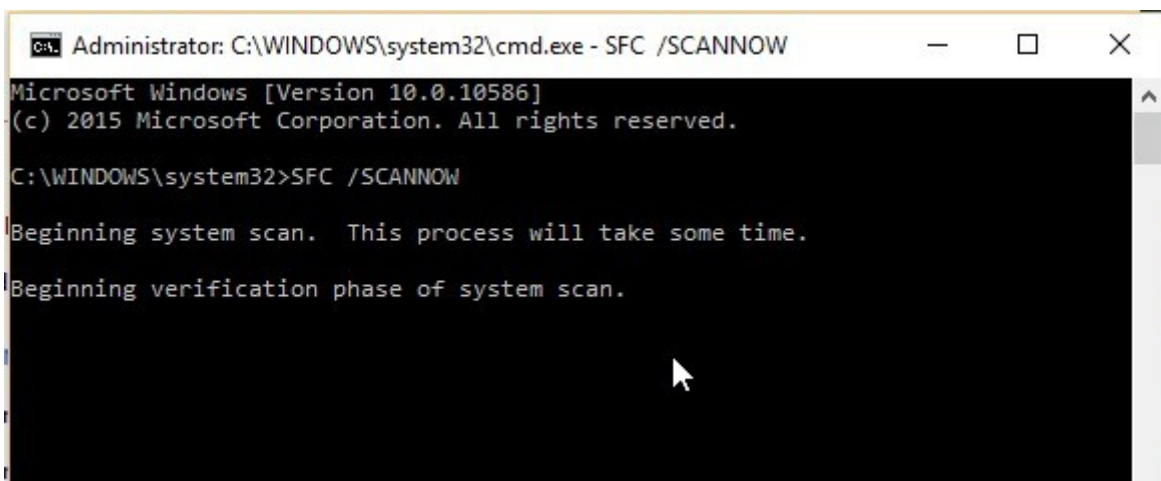 Administrator: C:\WINDOWS\system32\cmd.exe - SFC  /SCANNOW
Microsoft Windows [Version 10.0.10586]
(c) 2015 Microsoft Corporation. All rights reserved.
C:\WINDOWS\system32>SFC /SCANNOW
Beginning system scan.  This process will take some time.
Beginning verification phase of system scan.